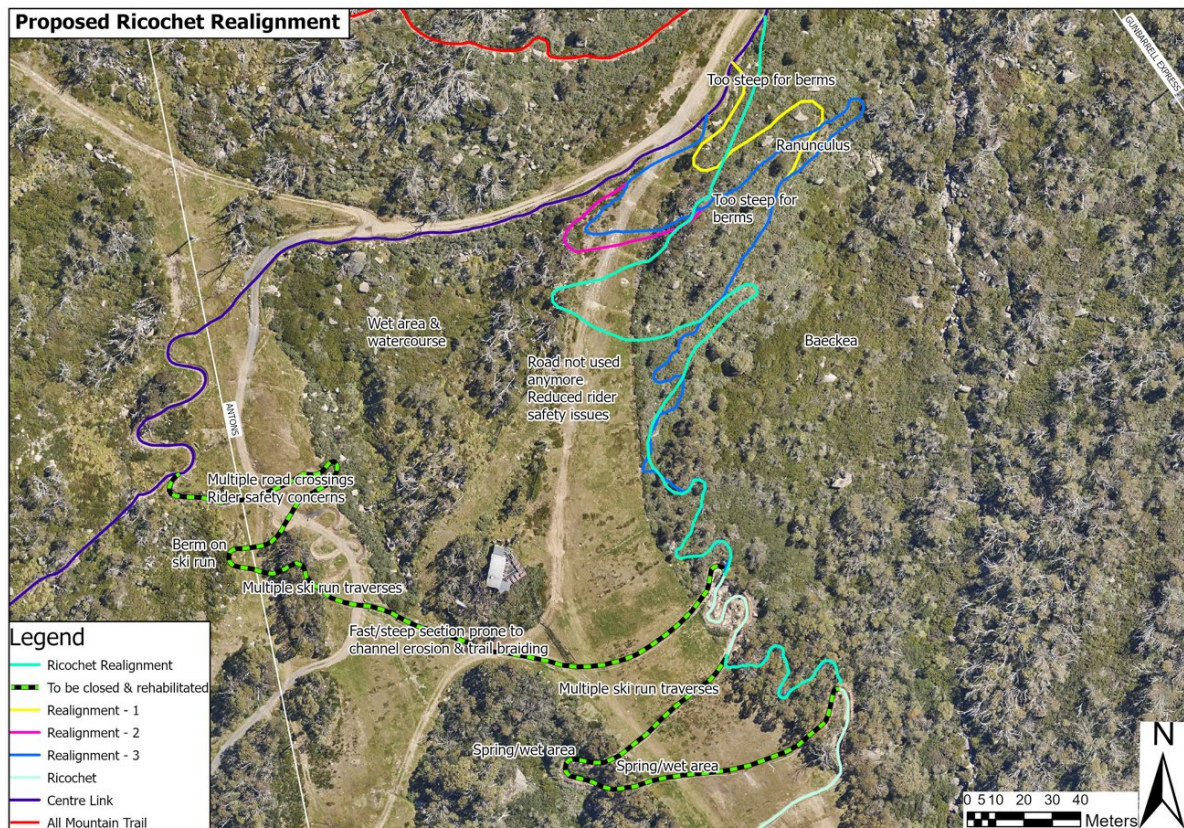 Proposed Ricochet Realignment
GUNBARRELL EXPRESS
Too steep for berms
Ranunculus
Too steep for
berms
Wet area &
watercourse
Baeckea
Road not used
anymore
Reduced rider
safety issues
ANTONS
Multiple road crossings
Rider safety concerns
Berm on
ski run
Multiple ski run traverses
Fast/steep section prone to
channel erosion & trail braiding
Multiple ski run traverses
Spring/wet area
Spring/wet area
Legend
Ricochet Realignment
To be closed & rehabilitated
Realignment - 1
Realignment - 2
Realignment - 3
Ricochet
Centre Link
All Mountain Trail
N
0 5 10 20 30 40
Meters